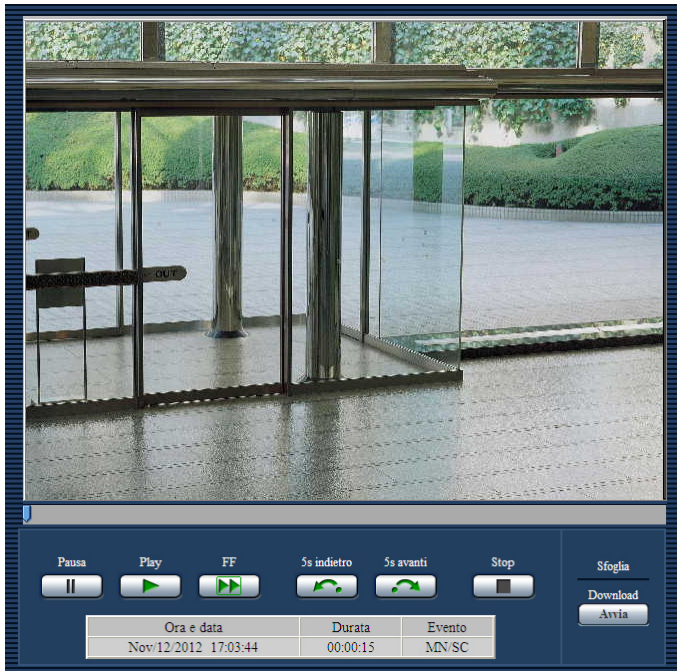 OUT
Pausa Play FF 5s indietro 5s avanti Stop
Sfoglia
Download
Avvia
Ora e data Durata Evento
Nov/12/2012 17:03:44 00:00:15 MN/SC